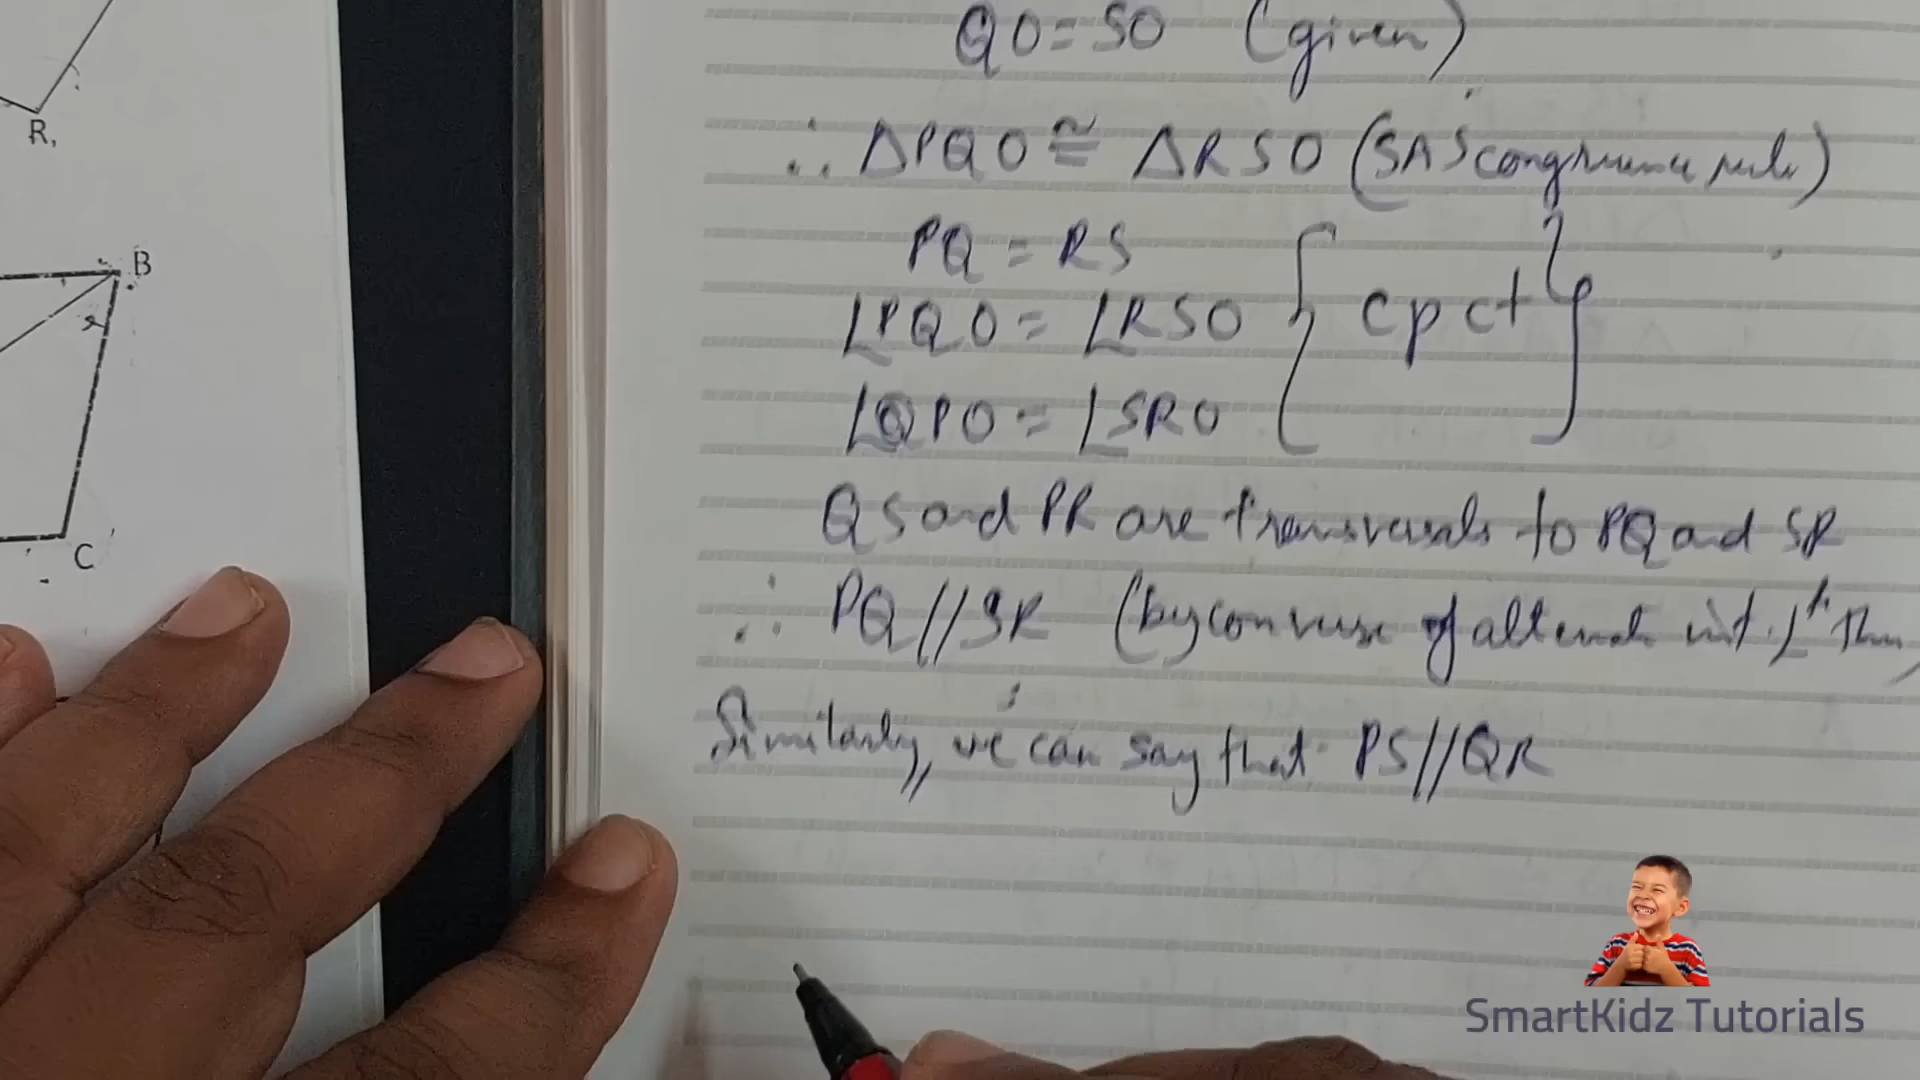 R,
B
C
QO = SO (given)
∴ ΔPQO ≅ ΔRSO (SAS congruence rule)
PQ = RS
∠PQO = ∠RSO { cpct }
∠QPO = ∠SRO
QS and PR are transversals to PQ and SR
∴ PQ // SR (by converse of alternate int. ∠s Thm)
Similarly, we can say that PS // QR
SmartKidz Tutorials